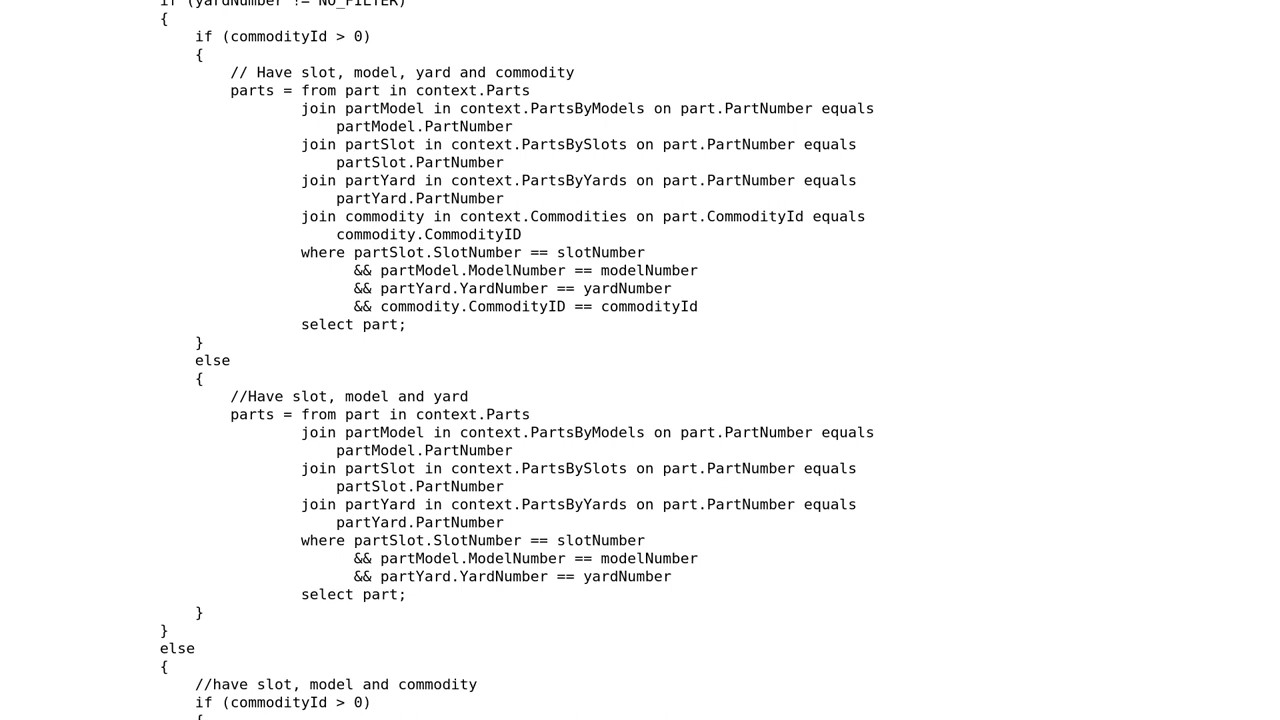 if (yardNumber != NO_FILTER)
{
if (commodityId > 0)
{
// Have slot, model, yard and commodity
parts = from part in context.Parts
join partModel in context.PartsByModels on part.PartNumber equals
partModel.PartNumber
join partSlot in context.PartsBySlots on part.PartNumber equals
partSlot.PartNumber
join partYard in context.PartsByYards on part.PartNumber equals
partYard.PartNumber
join commodity in context.Commodities on part.CommodityId equals
commodity.CommodityID
where partSlot.SlotNumber == slotNumber
&& partModel.ModelNumber == modelNumber
&& partYard.YardNumber == yardNumber
&& commodity.CommodityID == commodityId
select part;
}
else
{
//Have slot, model and yard
parts = from part in context.Parts
join partModel in context.PartsByModels on part.PartNumber equals
partModel.PartNumber
join partSlot in context.PartsBySlots on part.PartNumber equals
partSlot.PartNumber
join partYard in context.PartsByYards on part.PartNumber equals
partYard.PartNumber
where partSlot.SlotNumber == slotNumber
&& partModel.ModelNumber == modelNumber
&& partYard.YardNumber == yardNumber
select part;
}
}
else
{
//have slot, model and commodity
if (commodityId > 0)
{